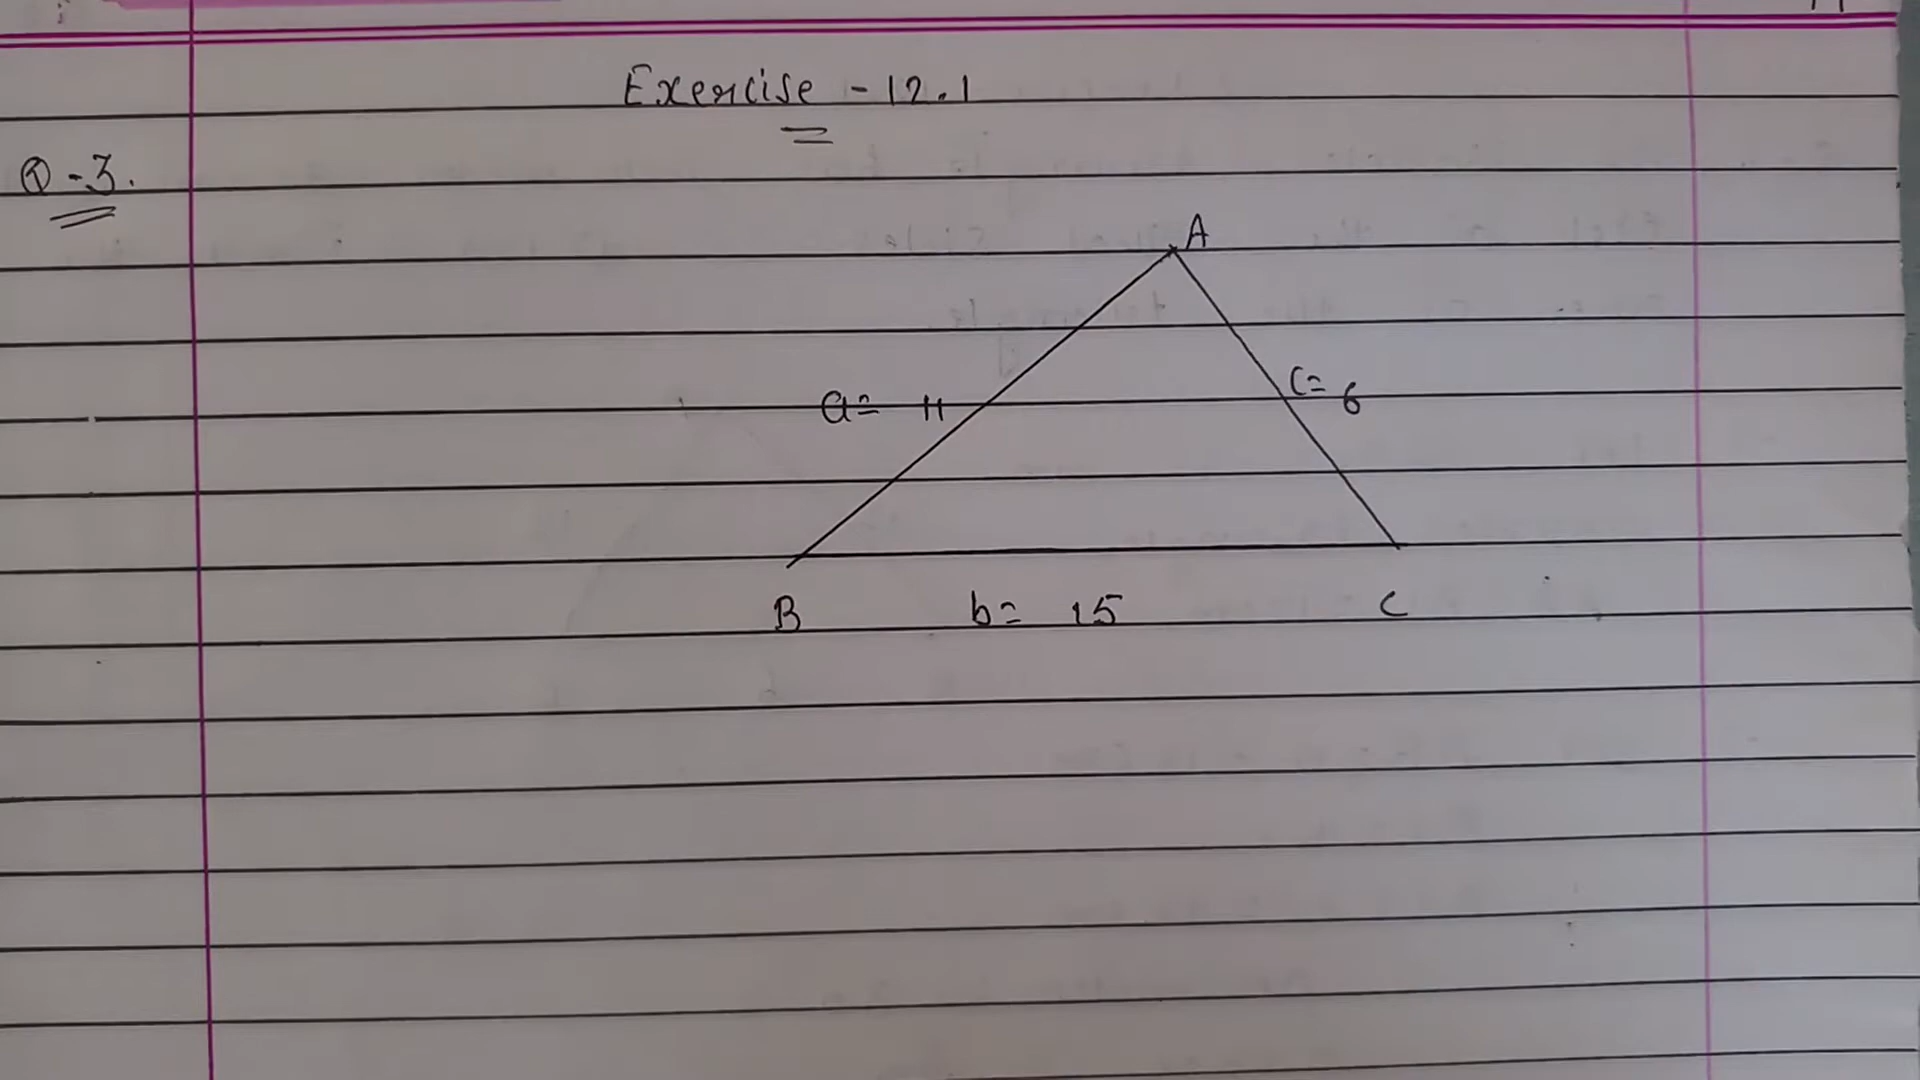 Exercise - 12.1
Q-3.
A
a= 11
c= 6
B b= 15 C